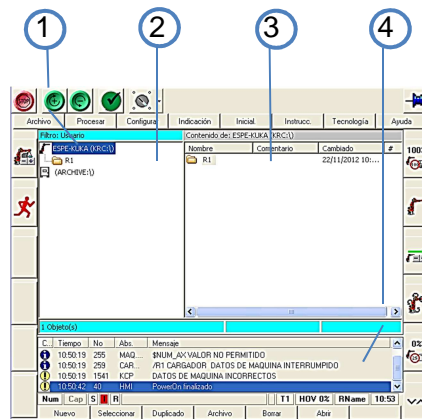 1 2 3 4
STOP
Archivo Procesar Configurar Indicación Inicial. Instrucc. Tecnología Ayuda
Filtro: Usuario Contenido de: ESPE-KUKA (KRC:\)
ESPE-KUKA (KRC:\) Nombre Comentario Cambiado #
R1 R1 22/11/2012 10:...
(ARCHIVE:\)
100%
1 Objeto(s)
0%
C... Tiempo No Abs. Mensaje
10:50:19 255 MAQ... $NUM_AX VALOR NO PERMITIDO
10:50:19 259 CAR... /R1 CARGADOR DATOS DE MAQUINA INTERRUMPIDO
10:50:19 1541 KCP DATOS DE MAQUINA INCORRECTOS
10:50:42 40 HMI PowerOn finalizado
Num Cap S I R T1 HOV 0% RName 10:53
Nuevo Seleccionar Duplicado Archivo Borrar Abrir